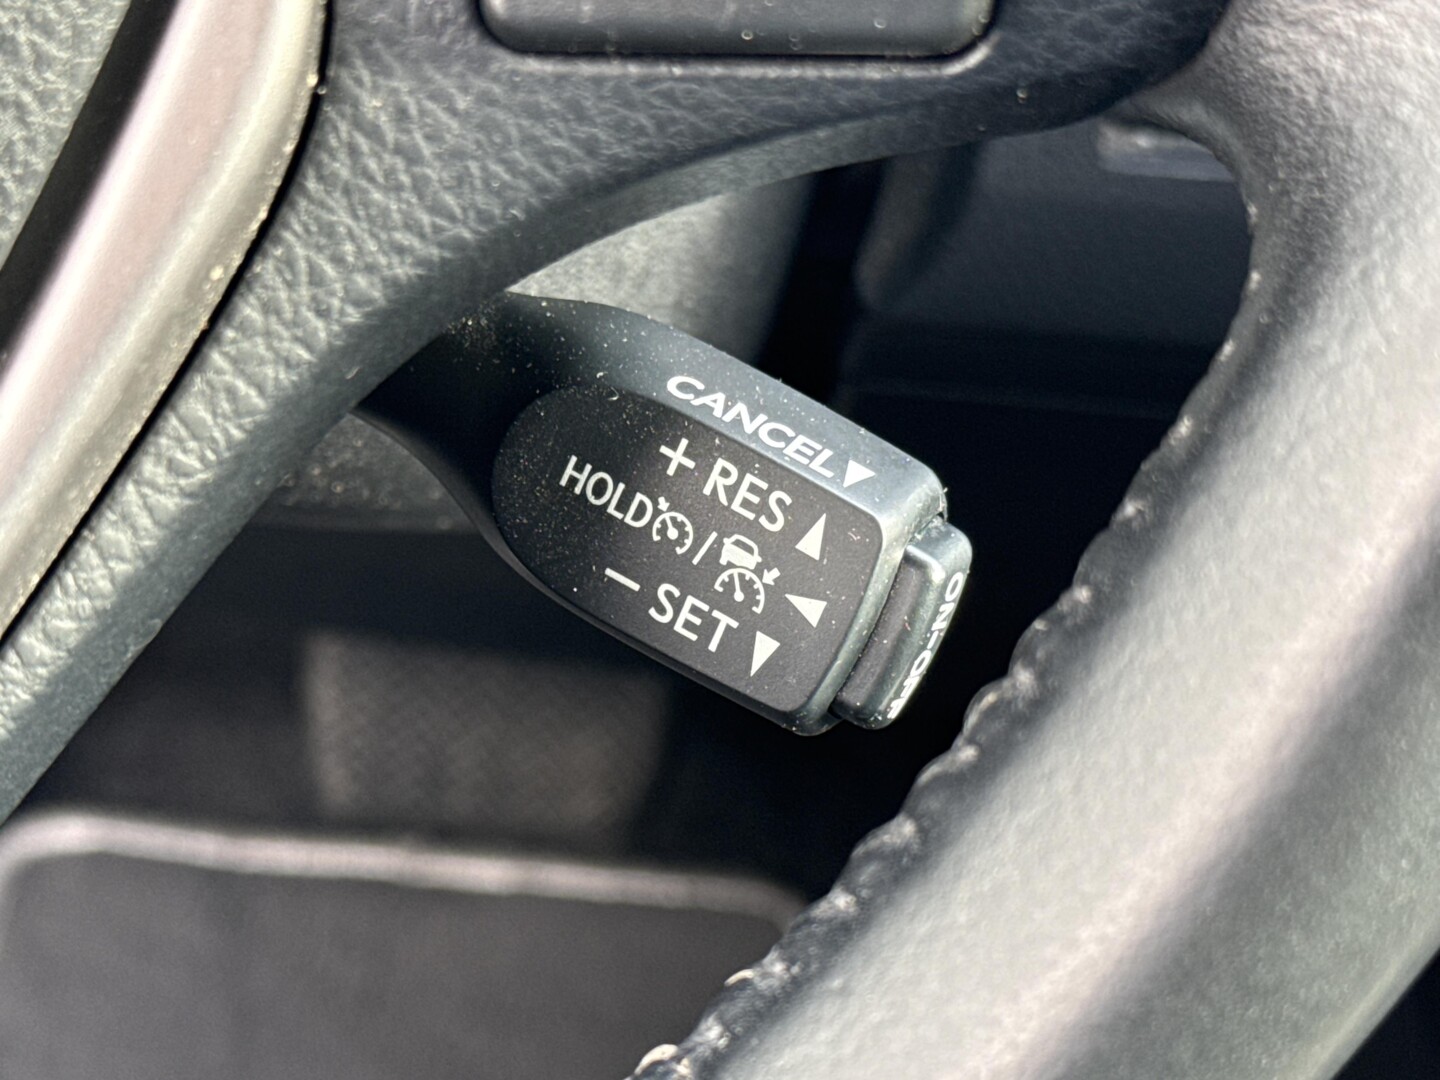 CANCEL▼
+ RES ▲
HOLD / ◀
− SET ▼
ON-OFF